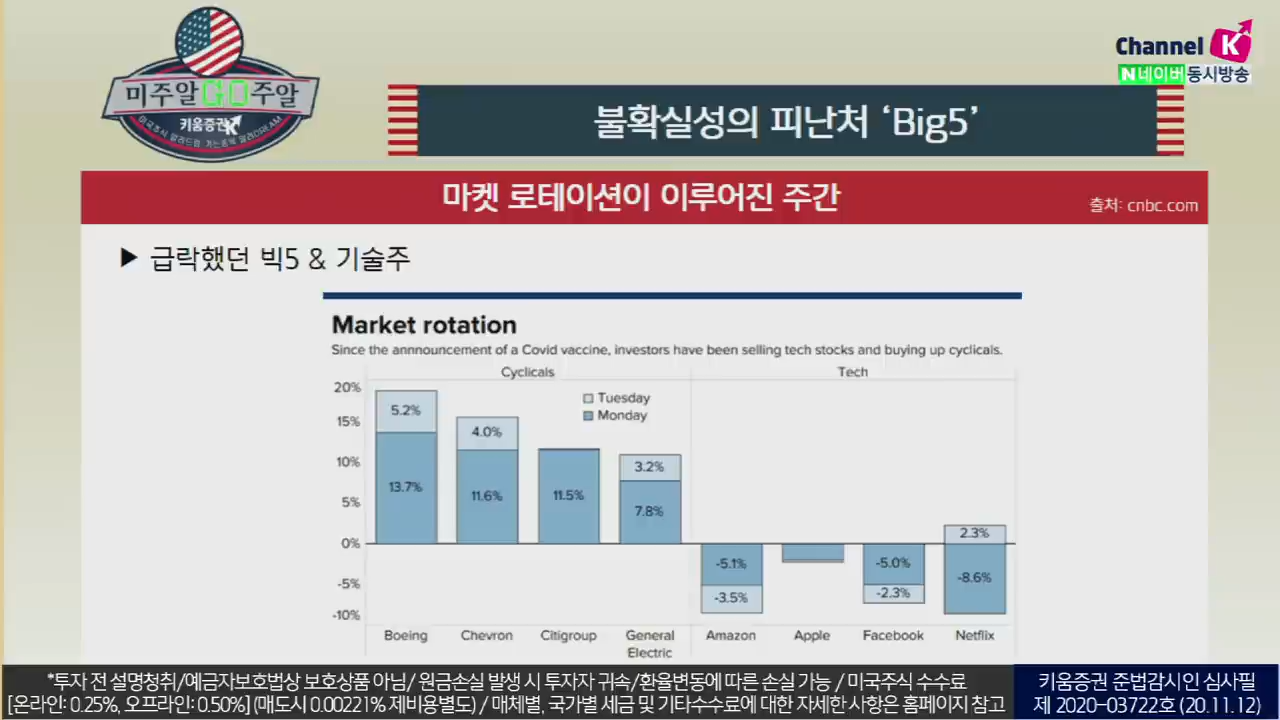 미주알GO주알
키움증권
Channel K
N 네이버 동시방송
불확실성의 피난처 ‘Big5’
마켓 로테이션이 이루어진 주간
출처: cnbc.com
▶ 급락했던 빅5 & 기술주
Market rotation
Since the annnouncement of a Covid vaccine, investors have been selling tech stocks and buying up cyclicals.
Cyclicals Tech
Tuesday
Monday
20%
15%
10%
5%
0%
-5%
-10%
5.2%
13.7%
4.0%
11.6%
11.5%
3.2%
7.8%
-5.1%
-3.5%
-5.0%
-2.3%
2.3%
-8.6%
Boeing Chevron Citigroup General Electric Amazon Apple Facebook Netflix
*투자 전 설명청취/예금자보호법상 보호상품 아님/ 원금손실 발생 시 투자자 귀속/환율변동에 따른 손실 가능 / 미국주식 수수료
[온라인: 0.25%, 오프라인: 0.50%] (매도시 0.00221% 제비용별도) / 매체별, 국가별 세금 및 기타수수료에 대한 자세한 사항은 홈페이지 참고
키움증권 준법감시인 심사필
제 2020-03722호 (20.11.12)